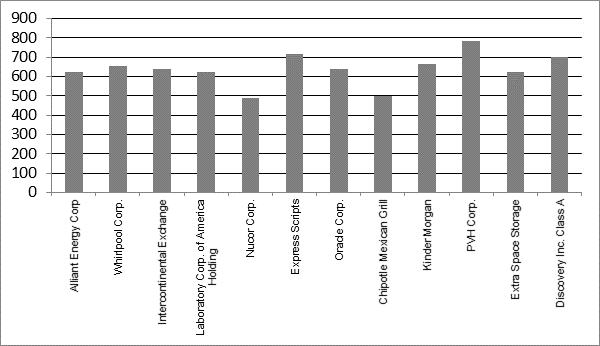 900
800
700
600
500
400
300
200
100
0
Alliant Energy Corp
Whirlpool Corp.
Intercontinental Exchange
Laboratory Corp. of America
Holding
Nucor Corp.
Express Scripts
Oracle Corp.
Chipotle Mexican Grill
Kinder Morgan
PVH Corp.
Extra Space Storage
Discovery Inc. Class A